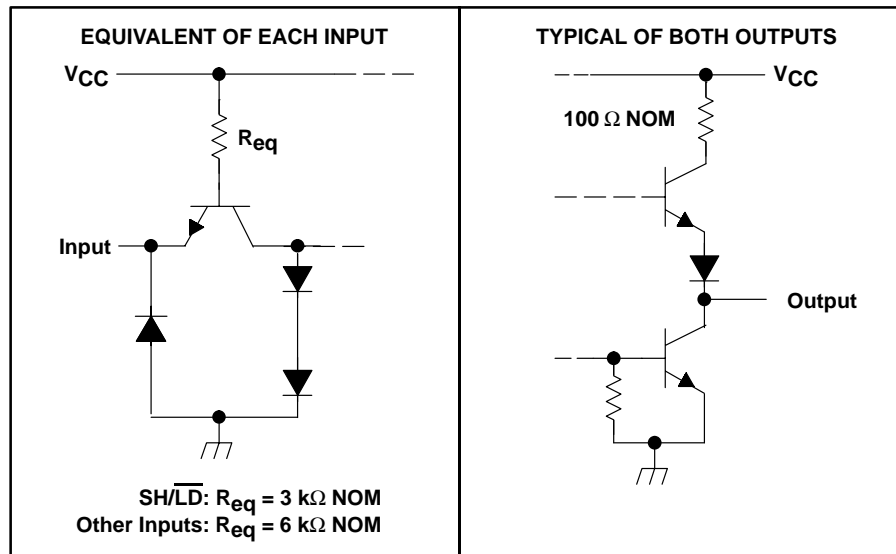 EQUIVALENT OF EACH INPUT
VCC
Req
Input
SH/L̅D̅: Req = 3 kΩ NOM
Other Inputs: Req = 6 kΩ NOM
TYPICAL OF BOTH OUTPUTS
VCC
100 Ω NOM
Output